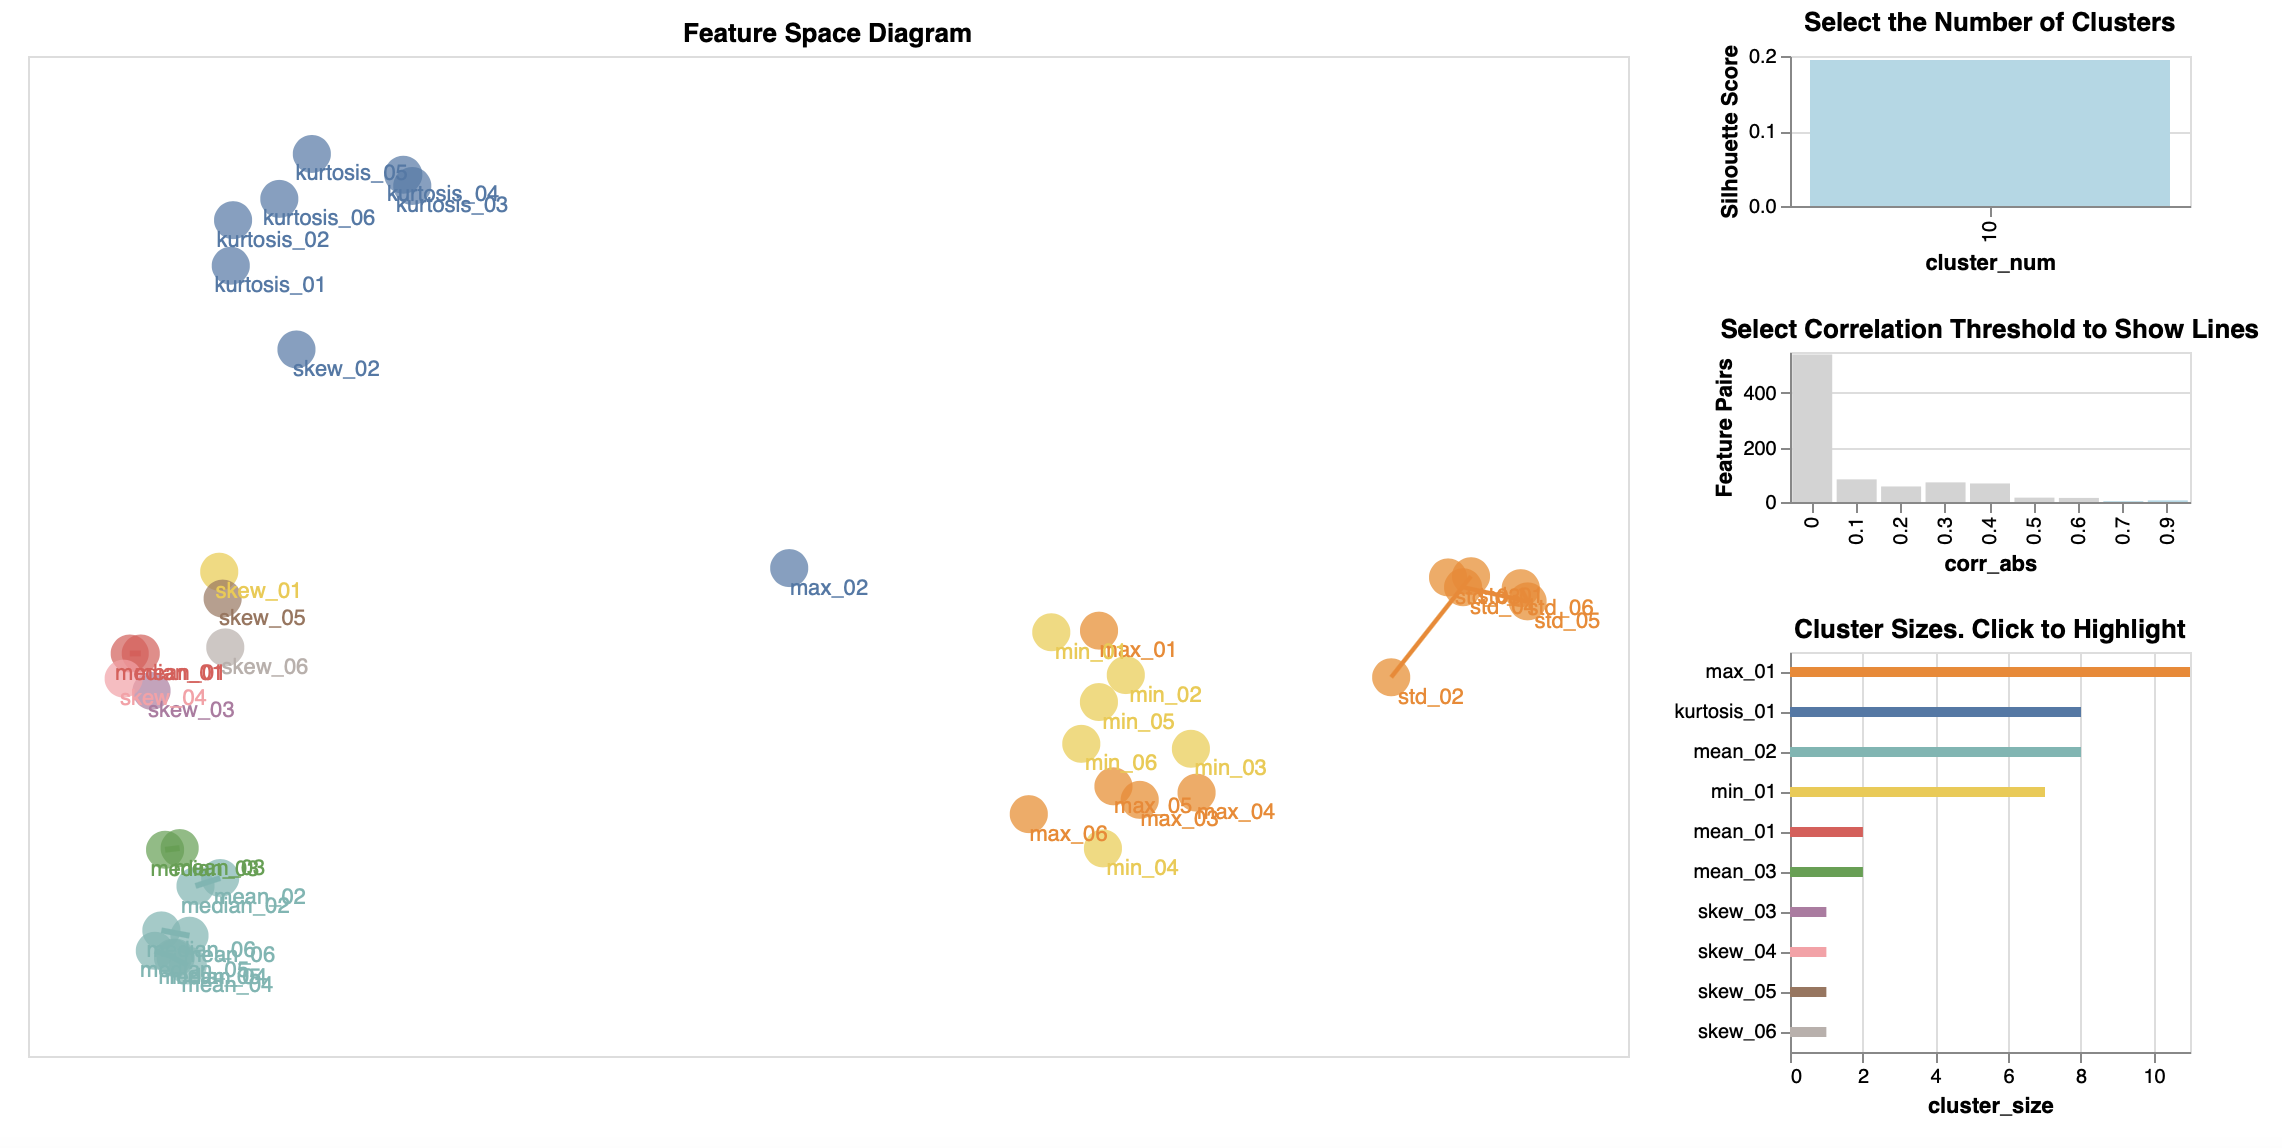 Feature Space Diagram
kurtosis_05
kurtosis_04
kurtosis_03
kurtosis_06
kurtosis_02
kurtosis_01
skew_02
skew_01
skew_05
skew_06
median_01
mean_01
skew_04
skew_03
max_02
min_01
max_01
min_02
min_05
min_06
min_03
max_05
max_03
max_04
max_06
min_04
std_04
std_06
std_05
std_02
median_03
mean_03
mean_02
median_02
median_06
mean_06
median_05
mean_04
Select the Number of Clusters
Silhouette Score
0.2
0.1
0.0
10
cluster_num
Select Correlation Threshold to Show Lines
Feature Pairs
400
200
0
0 0.1 0.2 0.3 0.4 0.5 0.6 0.7 0.9
corr_abs
Cluster Sizes. Click to Highlight
max_01
kurtosis_01
mean_02
min_01
mean_01
mean_03
skew_03
skew_04
skew_05
skew_06
0 2 4 6 8 10
cluster_size